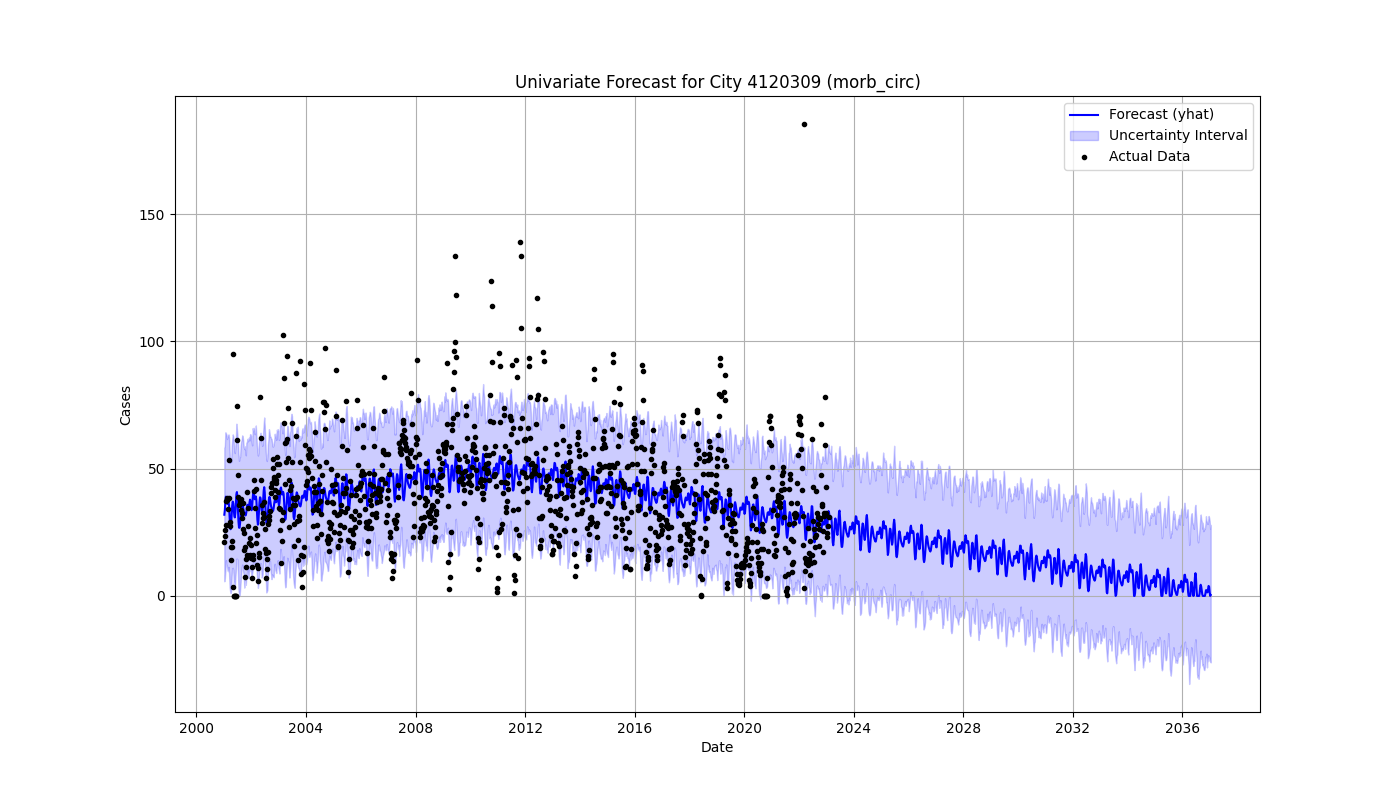 Univariate Forecast for City 4120309 (morb_circ)
Forecast (yhat)
Uncertainty Interval
Actual Data
150
100
50
0
Cases
2000 2004 2008 2012 2016 2020 2024 2028 2032 2036
Date